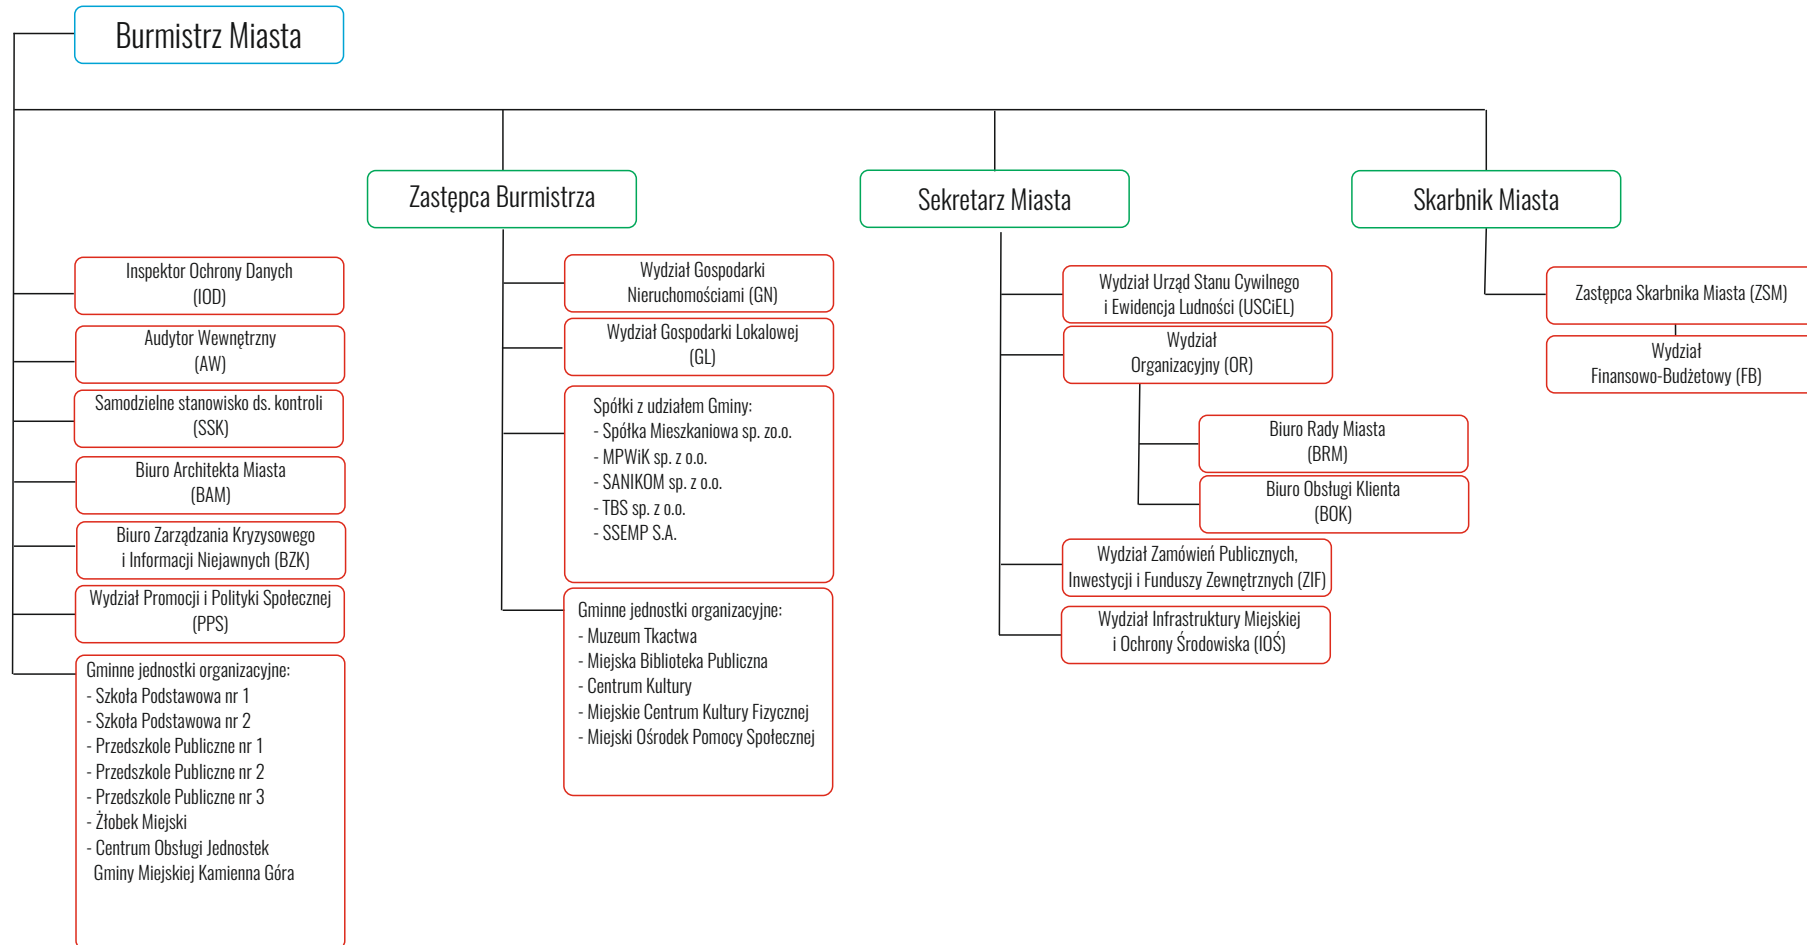 Burmistrz Miasta
Zastępca Burmistrza
Sekretarz Miasta
Skarbnik Miasta
Inspektor Ochrony Danych
(IOD)
Audytor Wewnętrzny
(AW)
Samodzielne stanowisko ds. kontroli
(SSK)
Biuro Architekta Miasta
(BAM)
Biuro Zarządzania Kryzysowego
i Informacji Niejawnych (BZK)
Wydział Promocji i Polityki Społecznej
(PPS)
Gminne jednostki organizacyjne:
- Szkoła Podstawowa nr 1
- Szkoła Podstawowa nr 2
- Przedszkole Publiczne nr 1
- Przedszkole Publiczne nr 2
- Przedszkole Publiczne nr 3
- Żłobek Miejski
- Centrum Obsługi Jednostek
Gminy Miejskiej Kamienna Góra
Wydział Gospodarki
Nieruchomościami (GN)
Wydział Gospodarki Lokalowej
(GL)
Spółki z udziałem Gminy:
- Spółka Mieszkaniowa sp. zo.o.
- MPWiK sp. z o.o.
- SANIKOM sp. z o.o.
- TBS sp. z o.o.
- SSEMP S.A.
Gminne jednostki organizacyjne:
- Muzeum Tkactwa
- Miejska Biblioteka Publiczna
- Centrum Kultury
- Miejskie Centrum Kultury Fizycznej
- Miejski Ośrodek Pomocy Społecznej
Wydział Urząd Stanu Cywilnego
i Ewidencja Ludności (USCiEL)
Wydział
Organizacyjny (OR)
Biuro Rady Miasta
(BRM)
Biuro Obsługi Klienta
(BOK)
Wydział Zamówień Publicznych,
Inwestycji i Funduszy Zewnętrznych (ZIF)
Wydział Infrastruktury Miejskiej
i Ochrony Środowiska (IOŚ)
Zastępca Skarbnika Miasta (ZSM)
Wydział
Finansowo-Budżetowy (FB)